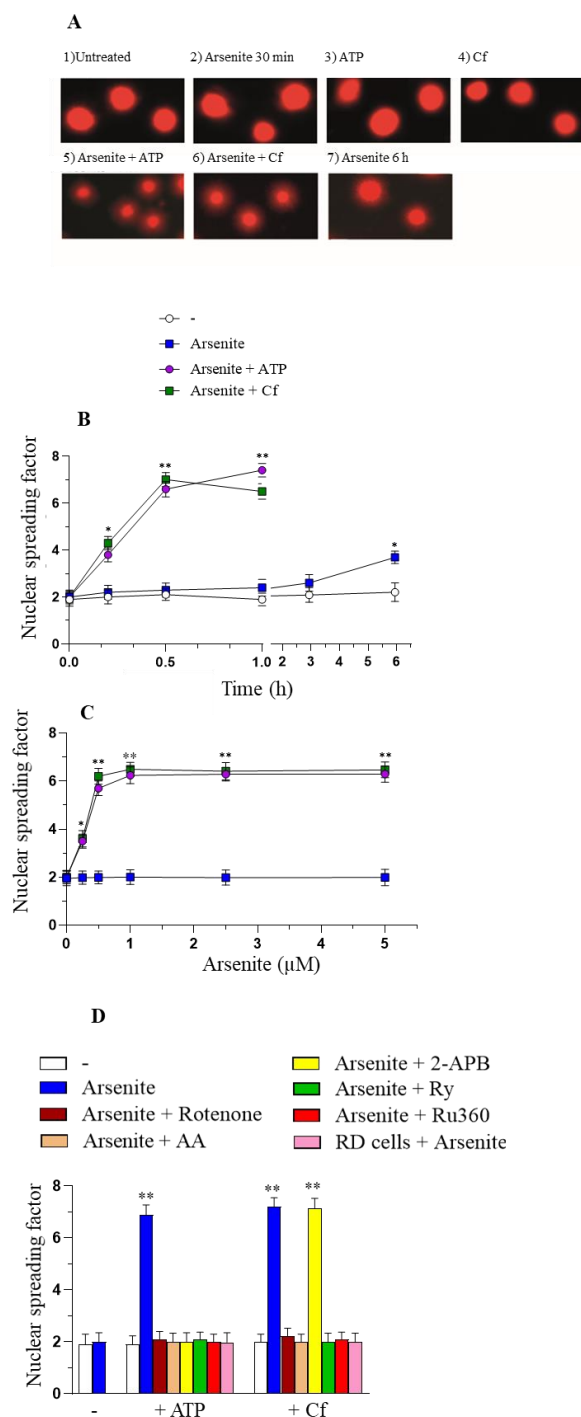 A
1)Untreated 2) Arsenite 30 min 3) ATP 4) Cf
5) Arsenite + ATP 6) Arsenite + Cf 7) Arsenite 6 h
-
Arsenite
Arsenite + ATP
Arsenite + Cf
B
Nuclear spreading factor
8
6
4
2
0
** **
* *
0.0 0.5 1.0 2 3 4 5 6
Time (h)
C
Nuclear spreading factor
8
6
4
2
0
* ** ** ** **
0 1 2 3 4 5
Arsenite (µM)
D
- Arsenite + 2-APB
Arsenite Arsenite + Ry
Arsenite + Rotenone Arsenite + Ru360
Arsenite + AA RD cells + Arsenite
Nuclear spreading factor
8
6
4
2
0
** ** **
- + ATP + Cf